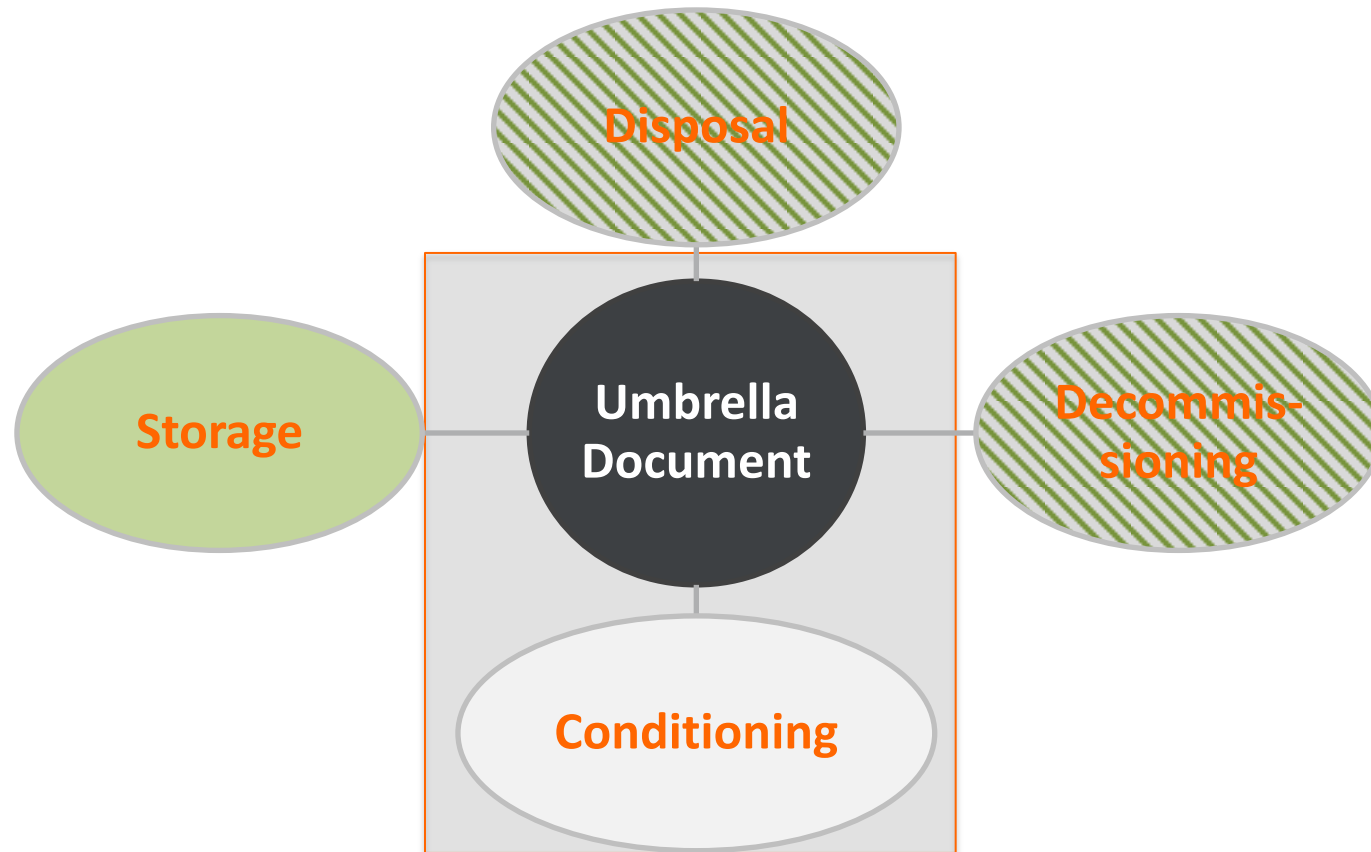 Disposal
Storage
Umbrella
Document
Decommis-
sioning
Conditioning